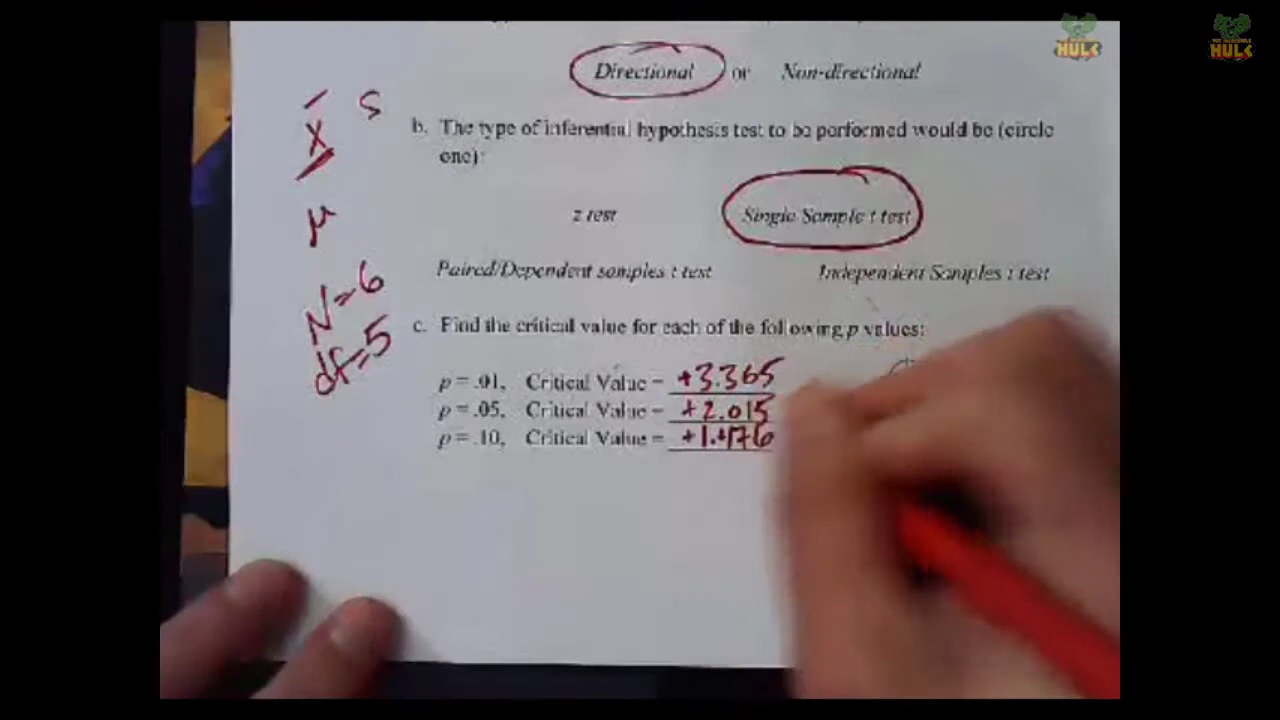 Directional or Non-directional
b. The type of inferential hypothesis test to be performed would be (circle
one):
z test Single Sample t test
Paired/Dependent samples t test Independent Samples t test
c. Find the critical value for each of the following p values:
p = .01, Critical Value = +3.365
p = .05, Critical Value = +2.015
p = .10, Critical Value = +1.476
X̄ S
μ
N=6
df=5
HULK
THE INCREDIBLE
HULK